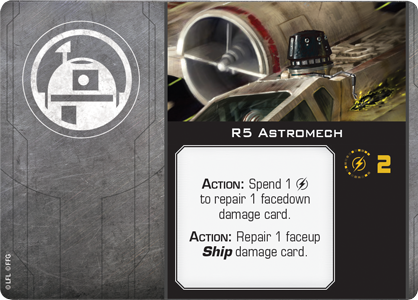 R5 Astromech
2
Action: Spend 1
to repair 1 facedown
damage card.
Action: Repair 1 faceup
Ship damage card.
©LFL ©FFG